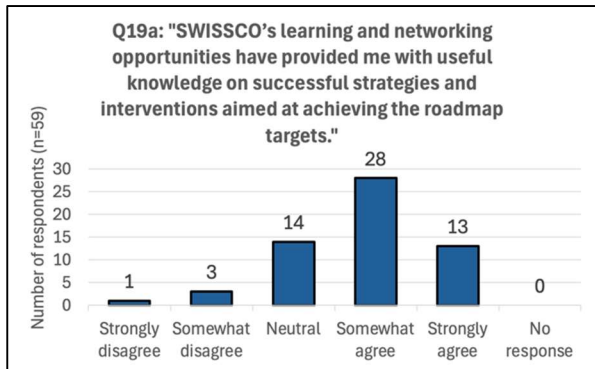 Q19a: "SWISSCO's learning and networking
opportunities have provided me with useful
knowledge on successful strategies and
interventions aimed at achieving the roadmap
targets."
Number of respondents (n=59)
30
25
20
15
10
5
0
1
3
14
28
13
0
Strongly disagree
Somewhat disagree
Neutral
Somewhat agree
Strongly agree
No response